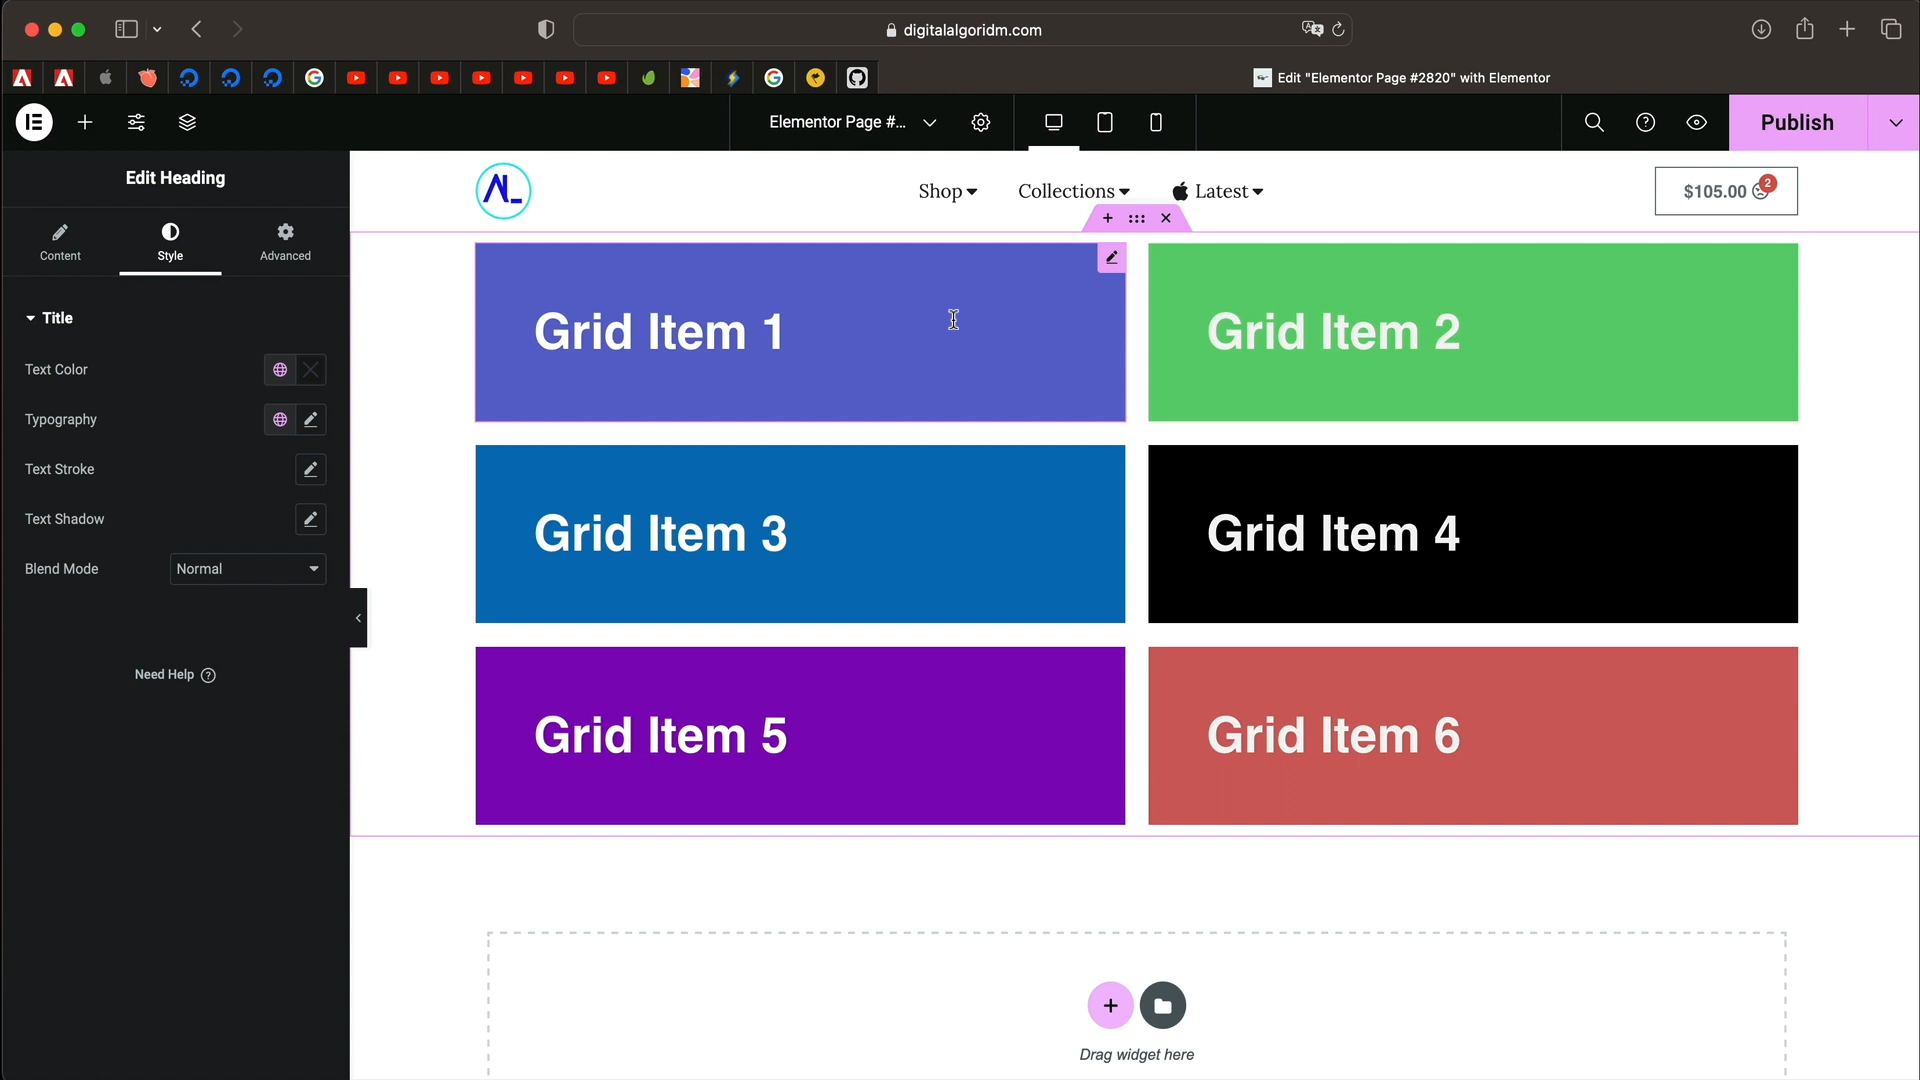 digitalalgoridm.com
Edit "Elementor Page #2820" with Elementor
Elementor Page #...
Publish
Edit Heading
Content
Style
Advanced
Title
Text Color
Typography
Text Stroke
Text Shadow
Blend Mode
Normal
Need Help
AL_
Shop
Collections
Latest
$105.00
2
Grid Item 1
Grid Item 2
Grid Item 3
Grid Item 4
Grid Item 5
Grid Item 6
Drag widget here